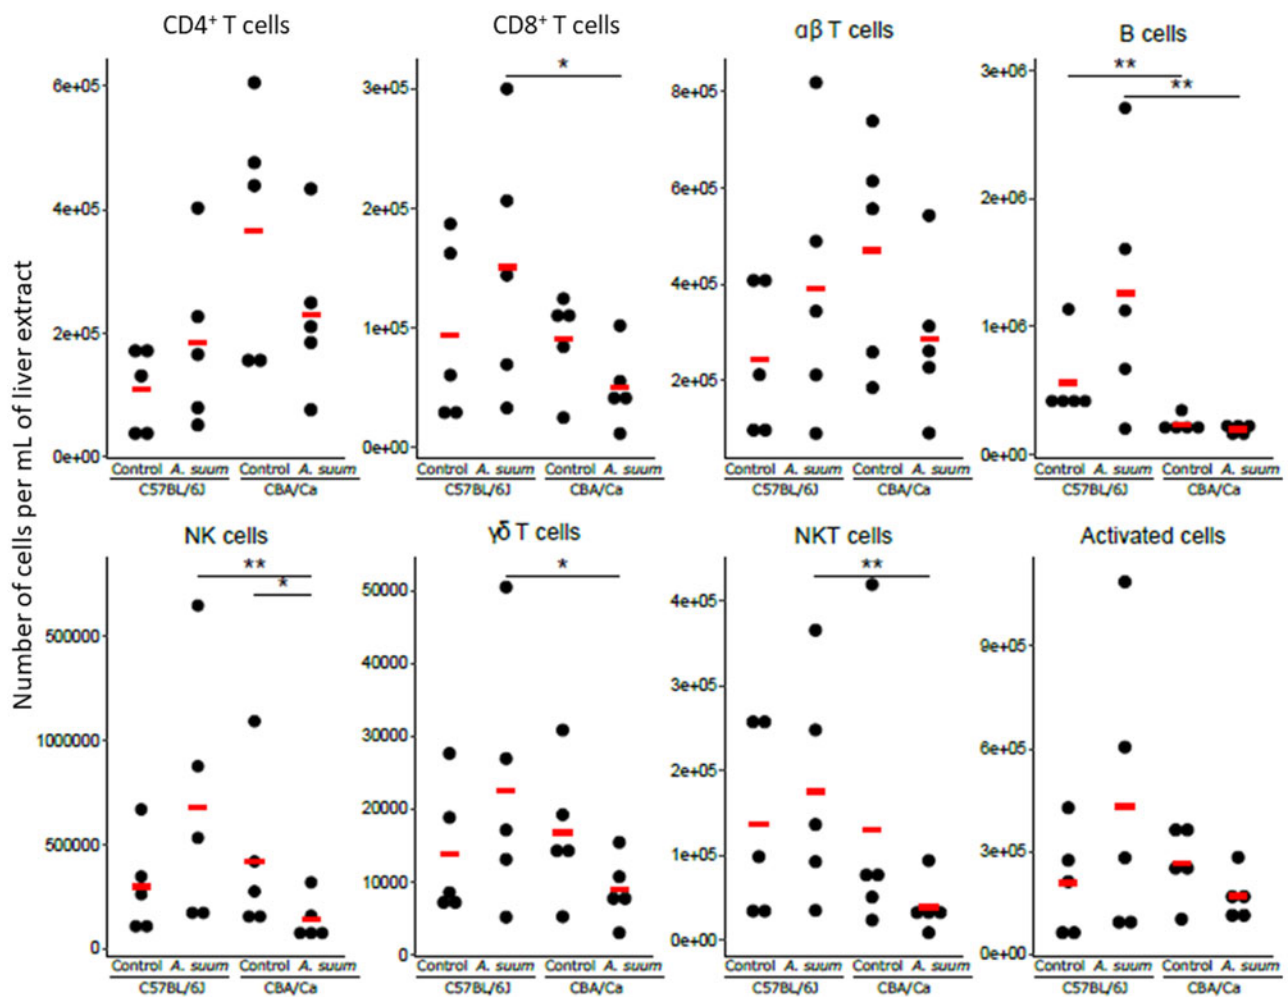 CD4⁺ T cells
CD8⁺ T cells
αβ T cells
B cells
Number of cells per mL of liver extract
6e+05
4e+05
2e+05
0e+00
3e+05
2e+05
1e+05
0e+00
*
8e+05
6e+05
4e+05
2e+05
3e+06
2e+06
1e+06
0e+00
**
**
Control A. suum Control A. suum
C57BL/6J CBA/Ca
Control A. suum Control A. suum
C57BL/6J CBA/Ca
Control A. suum Control A. suum
C57BL/6J CBA/Ca
Control A. suum Control A. suum
C57BL/6J CBA/Ca
NK cells
γδ T cells
NKT cells
Activated cells
500000
1000000
500000
0
**
*
50000
40000
30000
20000
10000
0
*
4e+05
3e+05
2e+05
1e+05
0e+00
**
9e+05
6e+05
3e+05
0e+00
Control A. suum Control A. suum
C57BL/6J CBA/Ca
Control A. suum Control A. suum
C57BL/6J CBA/Ca
Control A. suum Control A. suum
C57BL/6J CBA/Ca
Control A. suum Control A. suum
C57BL/6J CBA/Ca